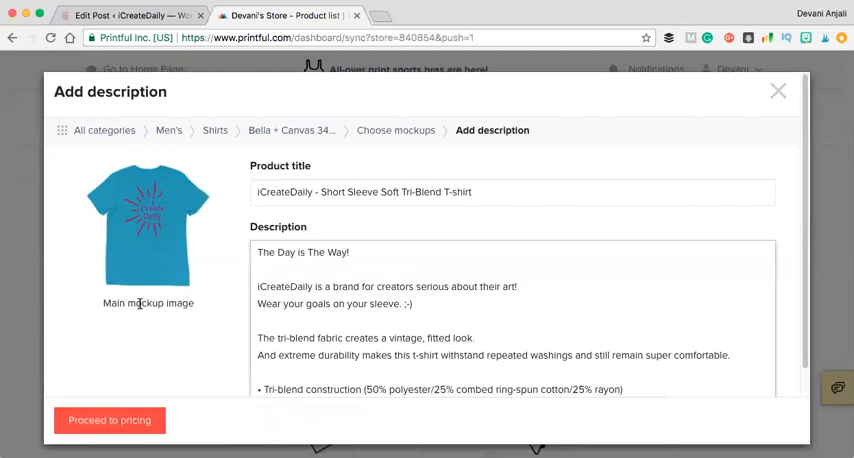 Edit Post ‹ iCreateDaily — Wo
Devani's Store - Product list |
Devani Anjali
Printful Inc. [US] | https://www.printful.com/dashboard/sync?store=840854&push=1
Go to Home Page:
All-over print sports bras are here!
Notifications:
Devani
Add description
All categories
Men's
Shirts
Bella + Canvas 34...
Choose mockups
Add description
I
Create
Daily
Main mockup image
Product title
iCreateDaily - Short Sleeve Soft Tri-Blend T-shirt
Description
The Day is The Way!
iCreateDaily is a brand for creators serious about their art!
Wear your goals on your sleeve. ;-)
The tri-blend fabric creates a vintage, fitted look.
And extreme durability makes this t-shirt withstand repeated washings and still remain super comfortable.
• Tri-blend construction (50% polyester/25% combed ring-spun cotton/25% rayon)
Proceed to pricing